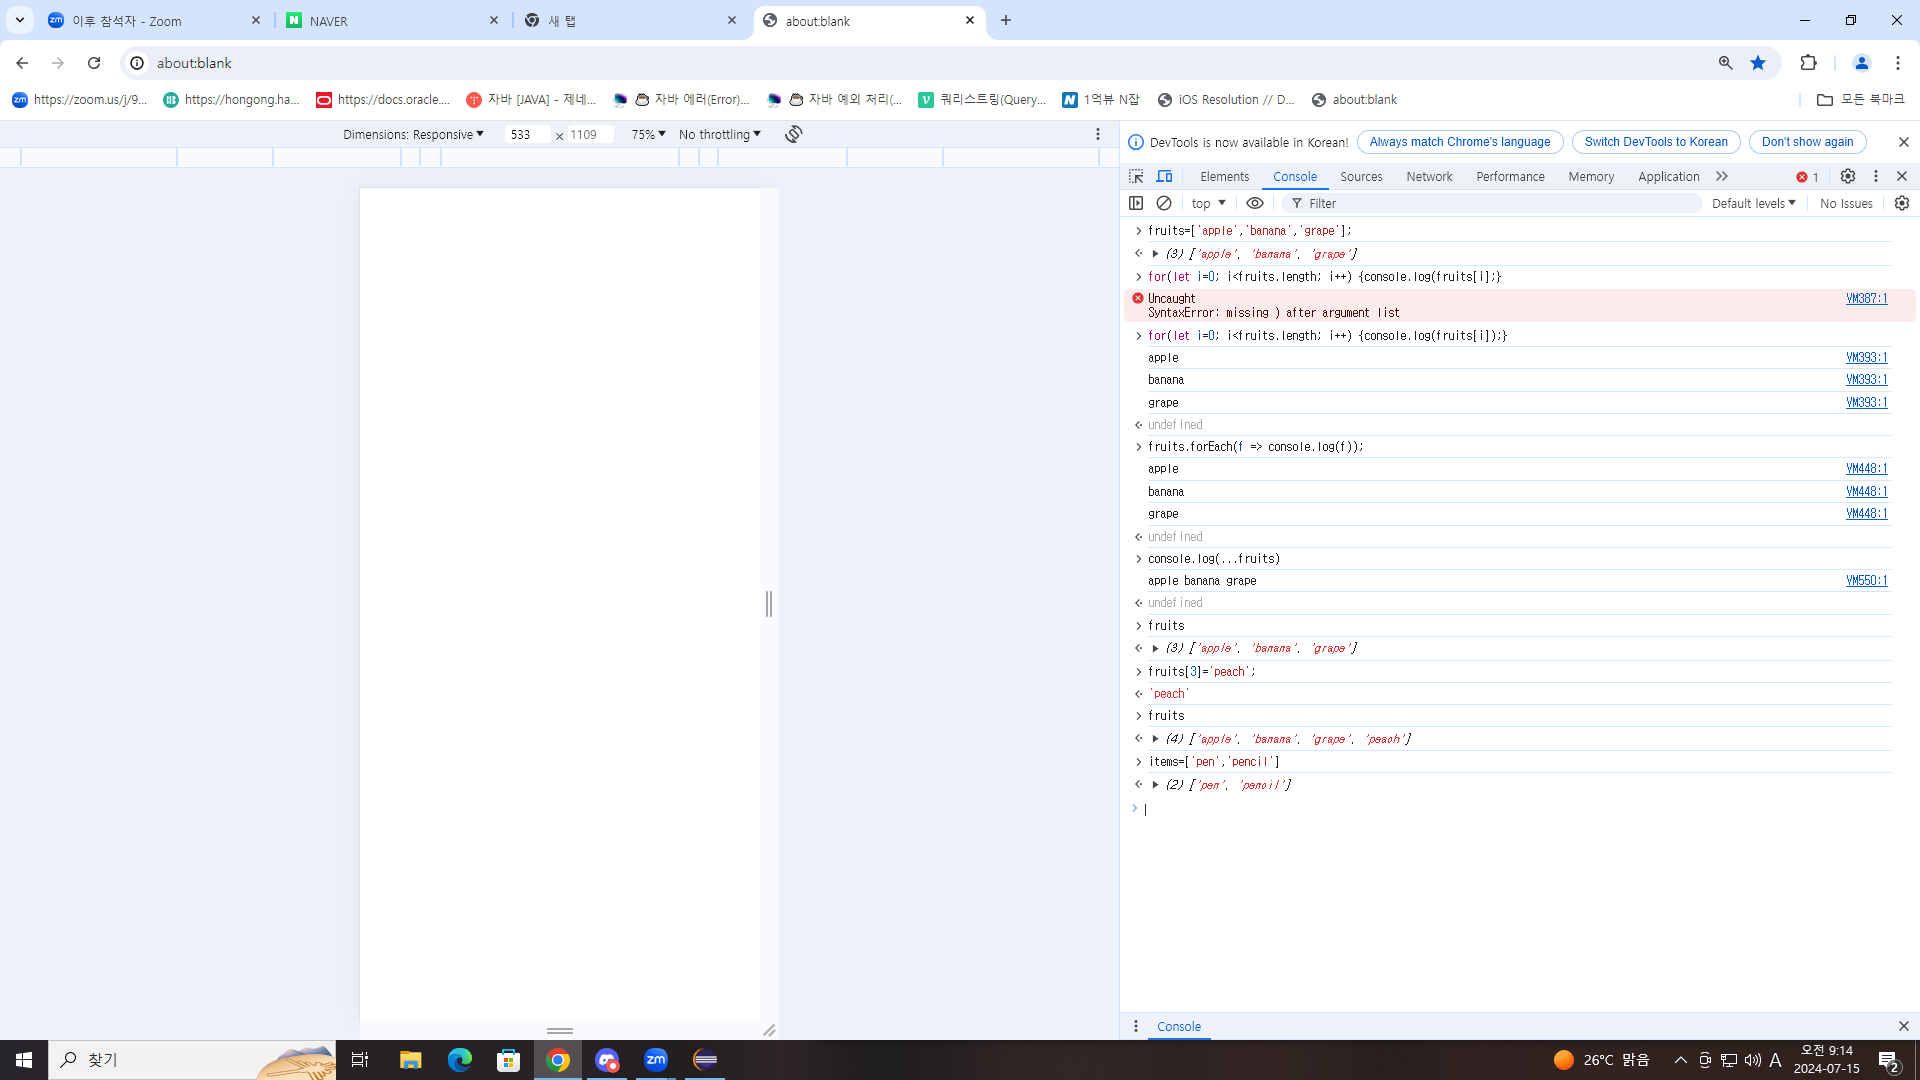 이후 참석자 - Zoom
NAVER
새 탭
about:blank
about:blank
https://zoom.us/j/9...
https://hongong.ha...
https://docs.oracle....
자바 [JAVA] - 제네...
자바 에러(Error)...
자바 예외 처리(...
쿼리스트링(Query...
1억뷰 N잡
iOS Resolution // D...
about:blank
모든 북마크
Dimensions: Responsive
533 × 1109
75%
No throttling
DevTools is now available in Korean!
Always match Chrome's language
Switch DevTools to Korean
Don't show again
Elements
Console
Sources
Network
Performance
Memory
Application
1
top
Filter
Default levels
No Issues
fruits=['apple','banana','grape'];
(3) ['apple', 'banana', 'grape']
for(let i=0; i<fruits.length; i++) {console.log(fruits[i];}
Uncaught VM387:1
SyntaxError: missing ) after argument list
for(let i=0; i<fruits.length; i++) {console.log(fruits[i]);}
apple VM393:1
banana VM393:1
grape VM393:1
undefined
fruits.forEach(f => console.log(f));
apple VM448:1
banana VM448:1
grape VM448:1
undefined
console.log(...fruits)
apple banana grape VM550:1
undefined
fruits
(3) ['apple', 'banana', 'grape']
fruits[3]='peach';
'peach'
fruits
(4) ['apple', 'banana', 'grape', 'peach']
items=['pen','pencil']
(2) ['pen', 'pencil']
Console
찾기
26°C 맑음
A
오전 9:14
2024-07-15
2